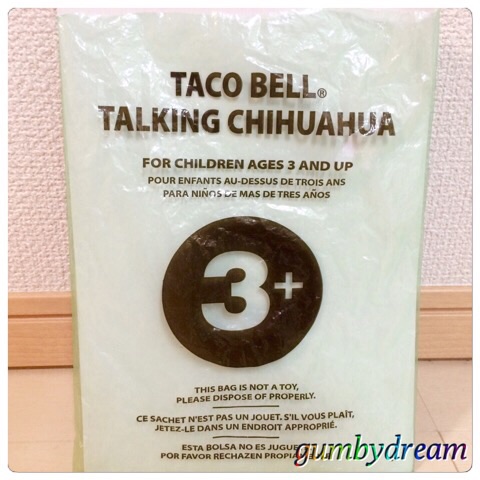 TACO BELL®
TALKING CHIHUAHUA
FOR CHILDREN AGES 3 AND UP
POUR ENFANTS AU-DESSUS DE TROIS ANS
PARA NIÑOS DE MAS DE TRES AÑOS
3+
THIS BAG IS NOT A TOY,
PLEASE DISPOSE OF PROPERLY.
CE SACHET N'EST PAS UN JOUET. S'IL VOUS PLAÎT,
JETEZ-LE DANS UN ENDROIT APPROPRIÉ.
ESTA BOLSA NO ES JUGUE
POR FAVOR RECHAZEN
gumbydream